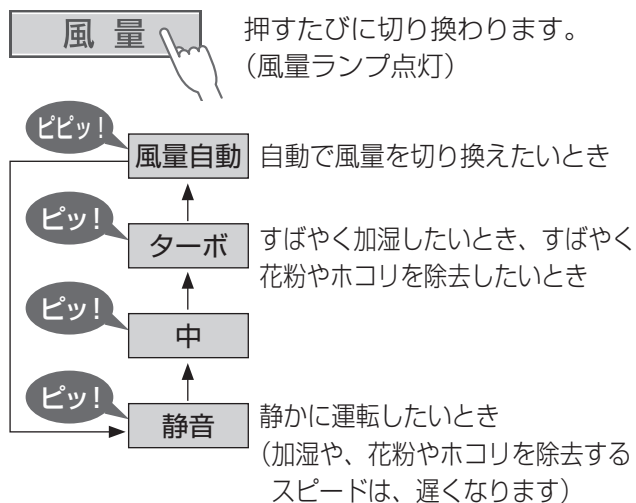 風量
押すたびに切り換わります。
（風量ランプ点灯）
ピピッ！
風量自動
自動で風量を切り換えたいとき
ピッ！
ターボ
すばやく加湿したいとき、すばやく
花粉やホコリを除去したいとき
ピッ！
中
ピッ！
静音
静かに運転したいとき
（加湿や、花粉やホコリを除去する
スピードは、遅くなります）